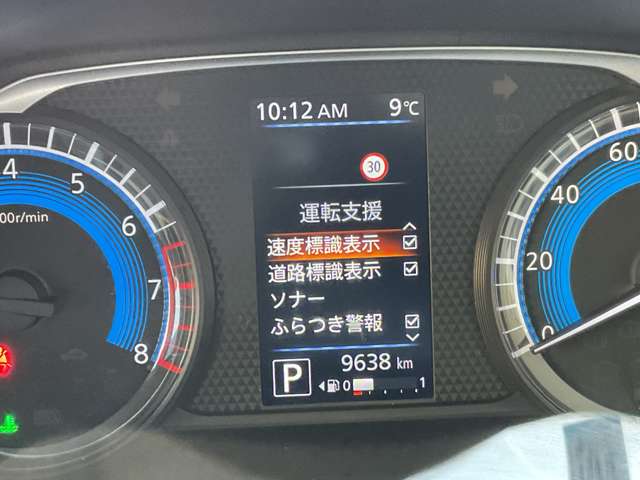 10:12 AM 9℃
30
運転支援
速度標識表示
道路標識表示
ソナー
ふらつき警報
9638 km
P 0 1
4 5 6 7 8
00r/min
0 20 40 60